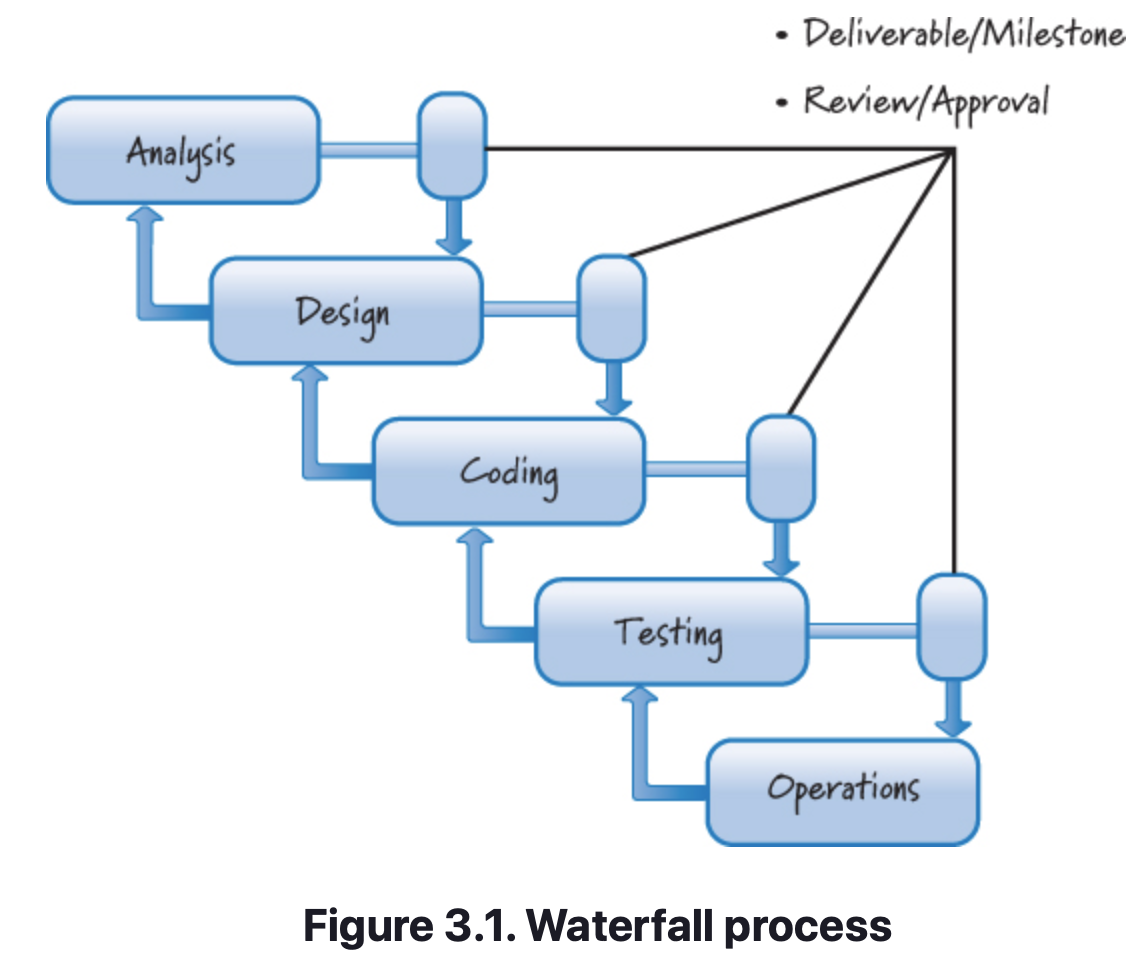 • Deliverable/Milestone
• Review/Approval
Analysis
Design
Coding
Testing
Operations
Figure 3.1. Waterfall process